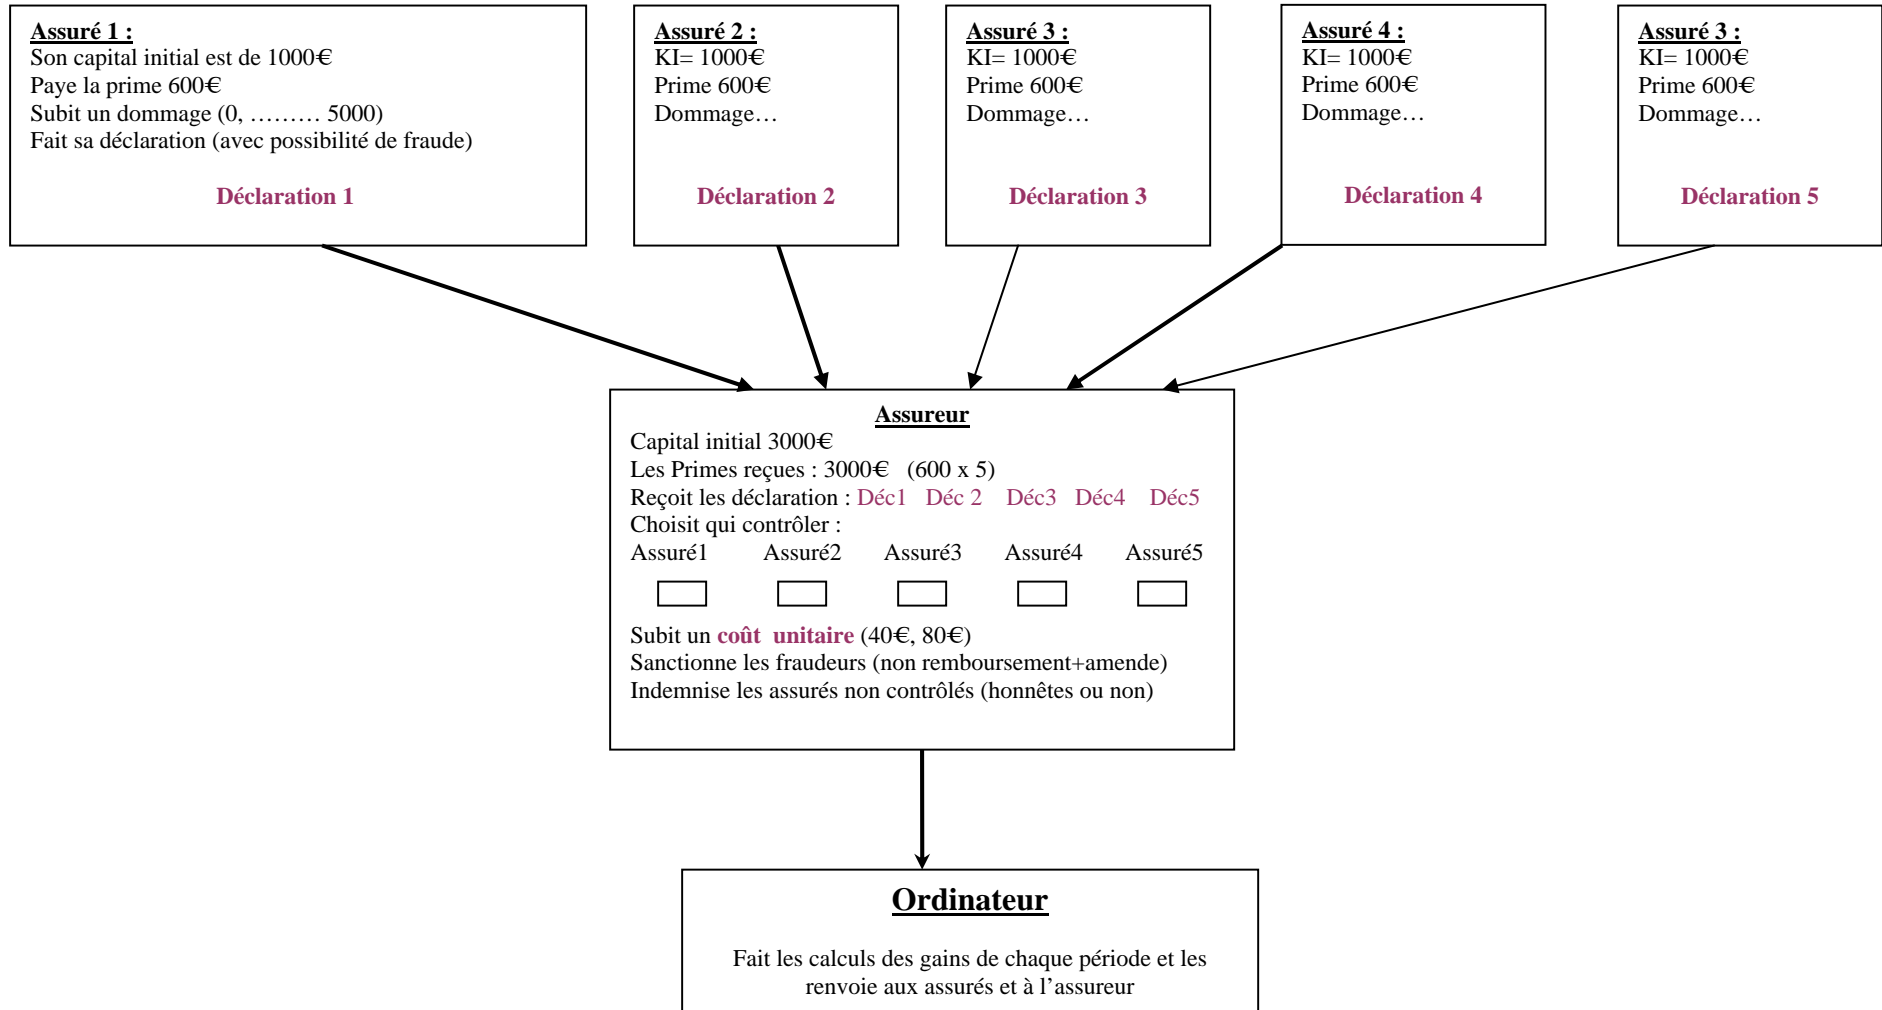 Assuré 1 :
Son capital initial est de 1000€
Paye la prime 600€
Subit un dommage (0, ……… 5000)
Fait sa déclaration (avec possibilité de fraude)
Déclaration 1
Assuré 2 :
KI= 1000€
Prime 600€
Dommage…
Déclaration 2
Assuré 3 :
KI= 1000€
Prime 600€
Dommage…
Déclaration 3
Assuré 4 :
KI= 1000€
Prime 600€
Dommage…
Déclaration 4
Assuré 3 :
KI= 1000€
Prime 600€
Dommage…
Déclaration 5
Assureur
Capital initial 3000€
Les Primes reçues : 3000€ (600 x 5)
Reçoit les déclaration : Déc1 Déc 2 Déc3 Déc4 Déc5
Choisit qui contrôler :
Assuré1 Assuré2 Assuré3 Assuré4 Assuré5
Subit un coût unitaire (40€, 80€)
Sanctionne les fraudeurs (non remboursement+amende)
Indemnise les assurés non contrôlés (honnêtes ou non)
Ordinateur
Fait les calculs des gains de chaque période et les
renvoie aux assurés et à l’assureur